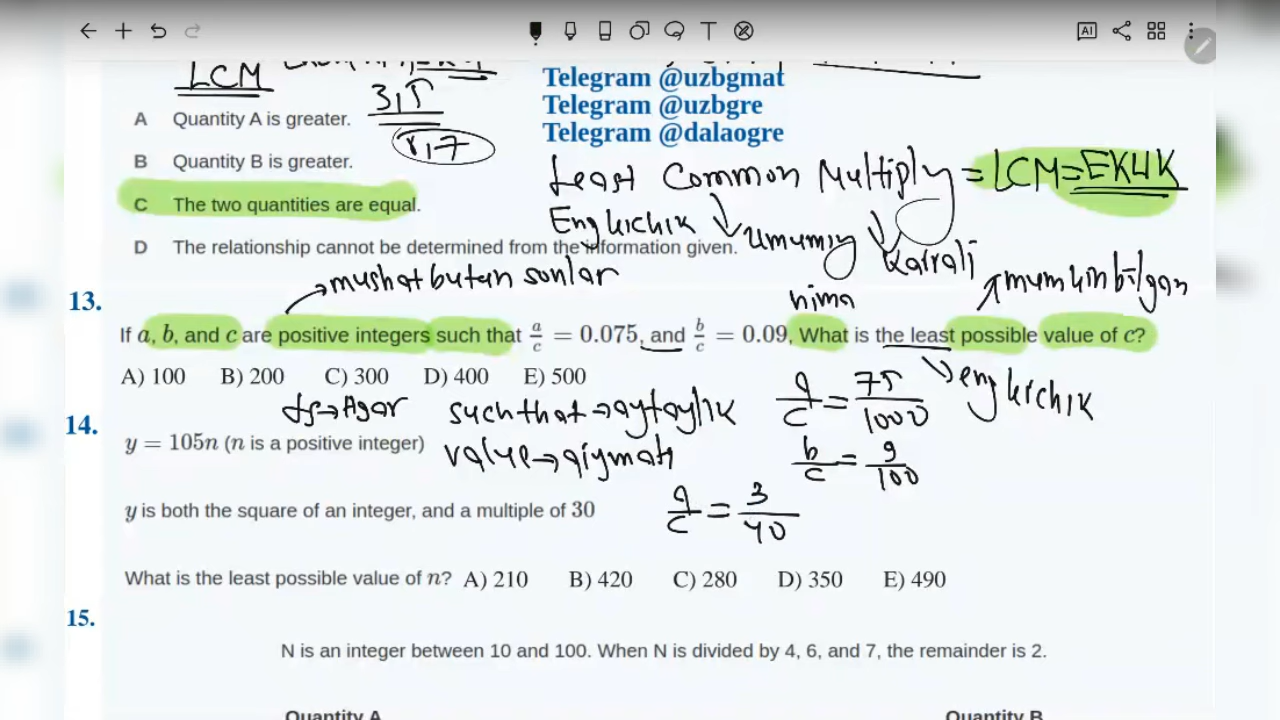 LCM
3,5
Telegram @uzbgmat
A Quantity A is greater.
Telegram @uzbgre
Telegram @dalaogre
B Quantity B is greater.
Least Common Multiply = LCM=EKUK
C The two quantities are equal.
Eng kichik
Umumiy
Karrali
D The relationship cannot be determined from the information given.
musbat butun sonlar
nima
mumkin bo'lgan
13.
If a, b, and c are positive integers such that a/c = 0.075, and b/c = 0.09, What is the least possible value of c?
A) 100 B) 200 C) 300 D) 400 E) 500
a/c = 75/1000
eng kichik
If→Agar
such that →aytaylik
14.
y = 105n (n is a positive integer)
value→qiymati
b/c = 9/100
y is both the square of an integer, and a multiple of 30
a/c = 3/40
What is the least possible value of n? A) 210 B) 420 C) 280 D) 350 E) 490
15.
N is an integer between 10 and 100. When N is divided by 4, 6, and 7, the remainder is 2.
Quantity A
Quantity B